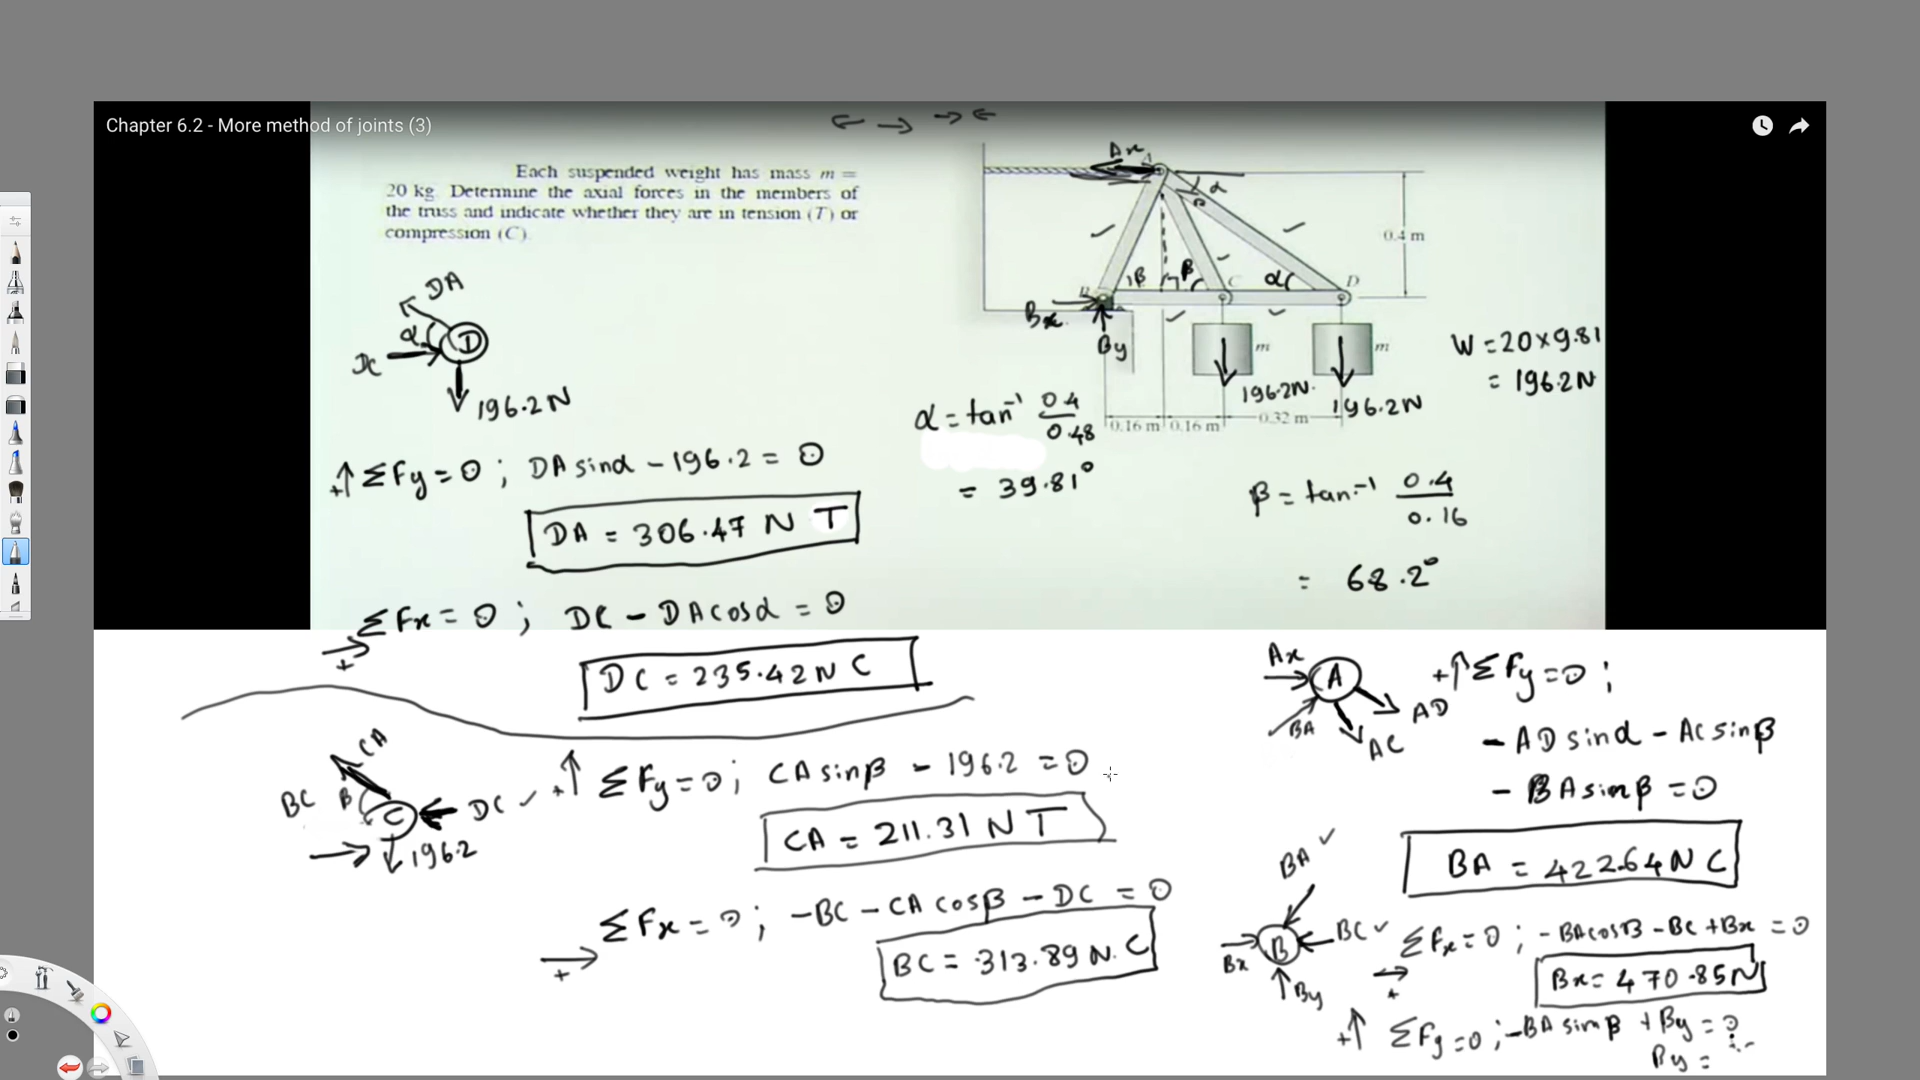 Chapter 6.2 - More method of joints (3)
Each suspended weight has mass m =
20 kg. Determine the axial forces in the members of
the truss and indicate whether they are in tension (T) or
compression (C).
← → → ←
Ax
A
α
β
β
β
α
B
C
D
0.4 m
Bx
By
m
m
196.2N.
196.2N
0.16 m
0.16 m
0.32 m
W = 20×9.81
= 196.2N
DA
α
D
DC
196.2 N
α = tan⁻¹ 0.4/0.48
= 39.81°
β = tan⁻¹ 0.4/0.16
= 68.2°
+↑ ΣFy = 0 ; DA sinα - 196.2 = 0
DA = 306.47 N T
→+ ΣFx = 0 ; DC - DA cosα = 0
DC = 235.42 N C
CA
BC
β
C
DC ✓
196.2
+↑ ΣFy = 0 ; CA sinβ - 196.2 = 0
CA = 211.31 N T
→+ ΣFx = 0 ; -BC - CA cosβ - DC = 0
BC = 313.89 N. C
Ax
A
BA
AD
AC
+↑ ΣFy = 0 ;
- AD sinα - AC sinβ
- BA sinβ = 0
BA = 422.64 N C
BA ✓
B
BC ✓
Bx
By
→+ ΣFx = 0 ; -BA cosβ - BC + Bx = 0
Bx = 470.85N
+↑ ΣFy = 0 ; -BA sinβ + By = 0
By =